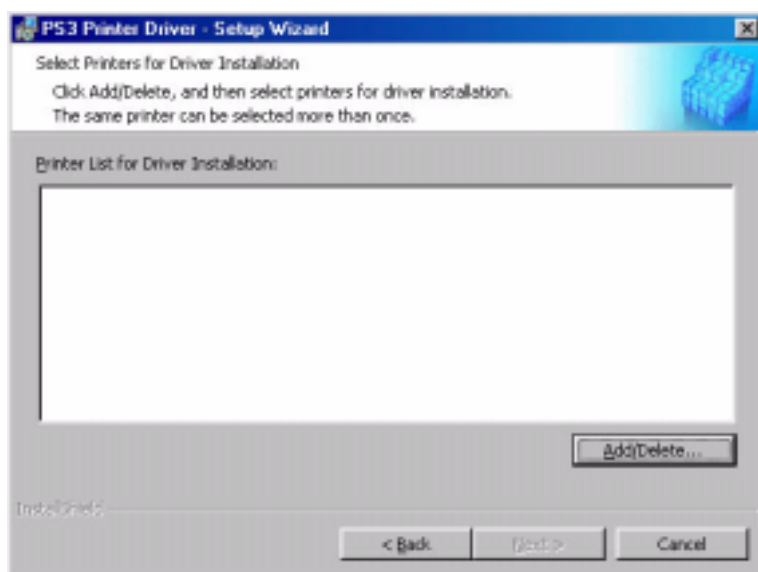 PS3 Printer Driver - Setup Wizard
Select Printers for Driver Installation
Click Add/Delete, and then select printers for driver installation.
The same printer can be selected more than once.
Printer List for Driver Installation:
Add/Delete...
InstallShield
< Back
Next >
Cancel